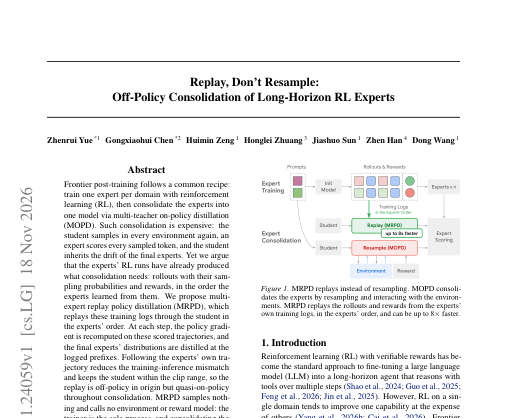 Replay, Don't Resample:
Off-Policy Consolidation of Long-Horizon RL Experts
Zhenrui Yue *1 Gongxiaohui Chen *2 Huimin Zeng 1 Honglei Zhuang 3 Jiashuo Sun 1 Zhen Han 4 Dong Wang 1
Abstract
Frontier post-training follows a common recipe:
train one expert per domain with reinforcement
learning (RL), then consolidate the experts
into one model via multi-teacher on-policy distillation
(MOPD). Such consolidation is expensive: the
student samples in every environment again, an
expert scores every sampled token, and the student
inherits the drift of the final experts. Yet we argue
that the experts' RL runs have already produced
what consolidation needs: rollouts with their sam-
pling probabilities and rewards, in the order the
experts learned from them. We propose multi-
expert replay policy distillation (MRPD), which
replays these training logs through the student in
the experts' order. At each step, the policy gradi-
ent is recomputed on these scored trajectories, and
the final experts' distributions are distilled at the
logged prefixes. Following the experts' own tra-
jectory reduces the training-inference mismatch
and keeps the student within the clip range, so the
replay is off-policy in origin but quasi-on-policy
throughout consolidation. MRPD samples noth-
ing and calls no environment or reward model: the
Prompts
Rollouts & Rewards
Expert
Training
Init
Model
Experts
Training Logs
Expert
Consolidation
Student
Replay (MRPD)
up to 8x faster
Student
Resample (MOPD)
Expert
Scoring
Environment
Reward
Figure 1. MRPD replays instead of resampling. MOPD consoli-
dates the experts by resampling and interacting with the environ-
ments. MRPD replays the rollouts and rewards from the experts'
own training logs, in the experts' order, and can be up to 8× faster.
1. Introduction
Reinforcement learning (RL) with verifiable rewards has be-
come the standard approach to fine-tuning a large language
model (LLM) into a long-horizon agent that reasons with
tools over multiple steps (Shao et al., 2024; Guo et al., 2025;
Feng et al., 2026; Jin et al., 2025). However, RL on a sin-
gle domain tends to improve one capability at the expense
.24059v1 [cs.LG] 18 Nov 2026